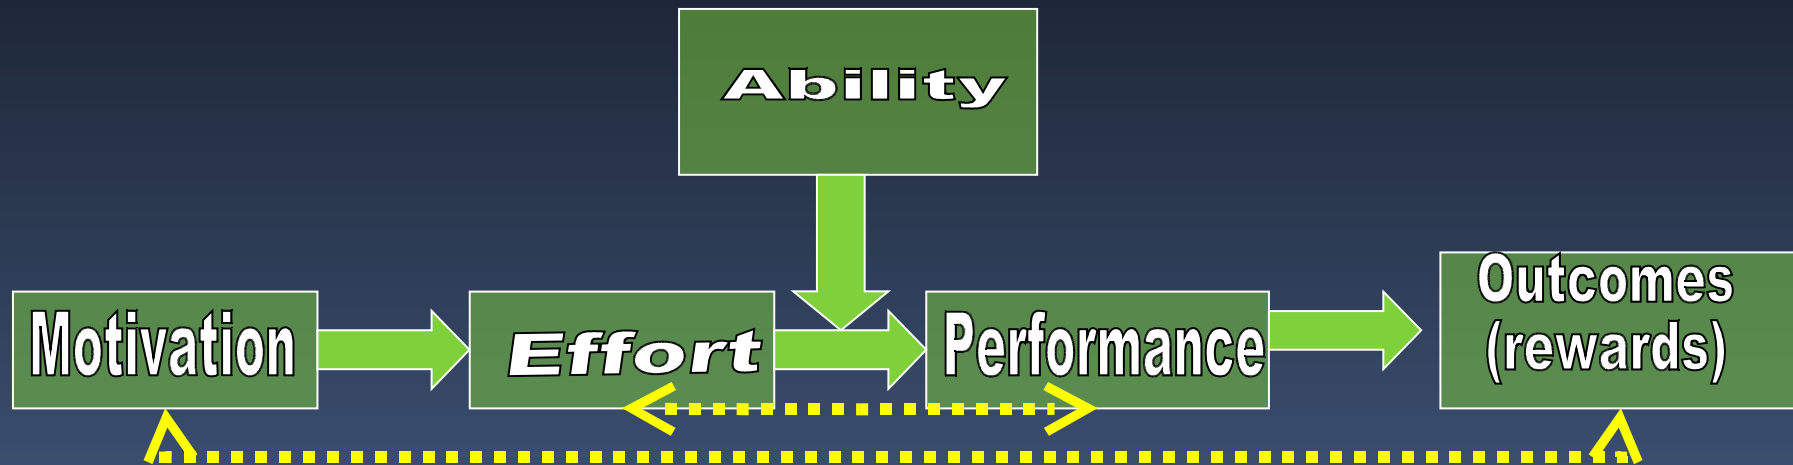 Ability
Motivation
Effort
Performance
Outcomes
(rewards)